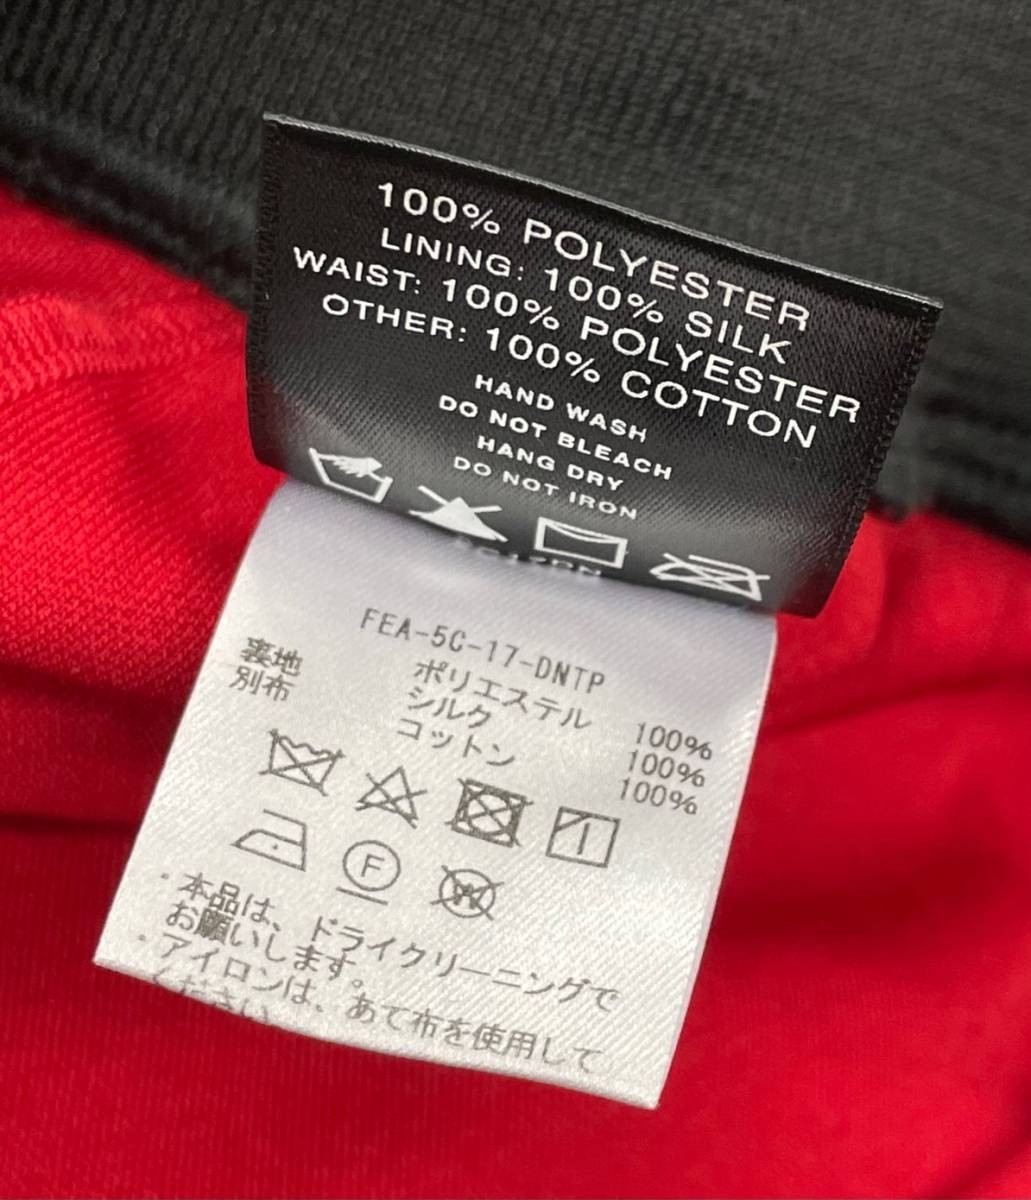 100% POLYESTER
LINING: 100% SILK
WAIST: 100% POLYESTER
OTHER: 100% COTTON
HAND WASH
DO NOT BLEACH
HANG DRY
DO NOT IRON
FEA-5C-17-DNTP
ポリエステル 100%
裏地 シルク 100%
別布 コットン 100%
F
W
・本品は、ドライクリーニングで
お願いします。
・アイロンは、あて布を使用して
ください